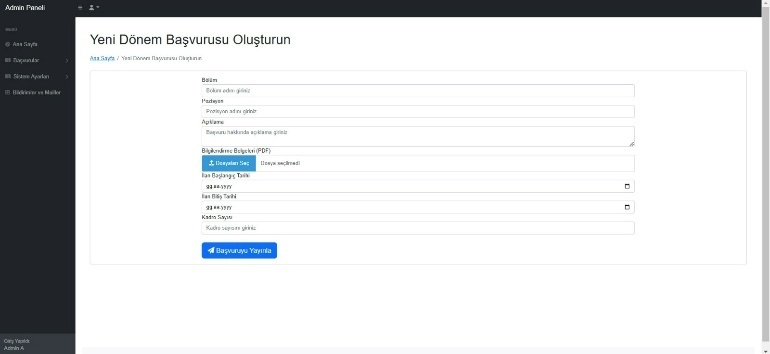 Admin Paneli
MENU
Ana Sayfa
Başvurular
Sistem Ayarları
Bildirimler ve Mailler
Giriş Yapıldı:
Admin A
Yeni Dönem Başvurusu Oluşturun
Ana Sayfa / Yeni Dönem Başvurusu Oluşturun
Bölüm
Bölüm adını giriniz
Pozisyon
Pozisyon adını giriniz
Açıklama
Başvuru hakkında açıklama giriniz
Bilgilendirme Belgeleri (PDF)
Dosyaları Seç Dosya seçilmedi
İlan Başlangıç Tarihi
gg.aa.yyyy
İlan Bitiş Tarihi
gg.aa.yyyy
Kadro Sayısı
Kadro sayısını giriniz
Başvuruyu Yayınla